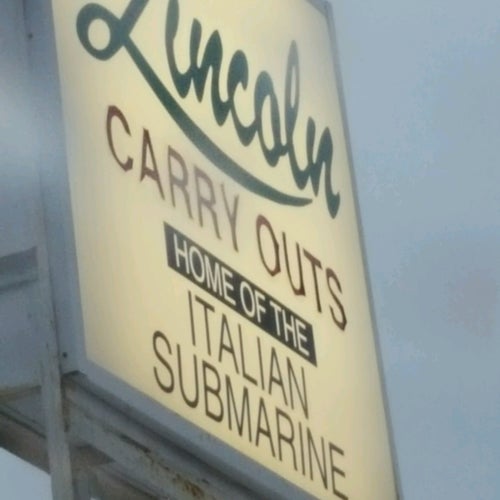 Lincoln
CARRY OUTS
HOME OF THE
ITALIAN
SUBMARINE